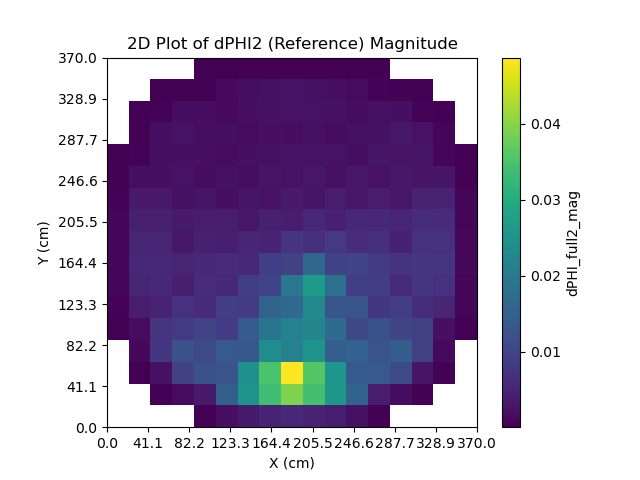 2D Plot of dPHI2 (Reference) Magnitude
370.0
328.9
287.7
246.6
205.5
164.4
123.3
82.2
41.1
0.0
Y (cm)
0.0 41.1 82.2 123.3 164.4 205.5 246.6 287.7 328.9 370.0
X (cm)
0.04
0.03
0.02
0.01
dPHI_full2_mag